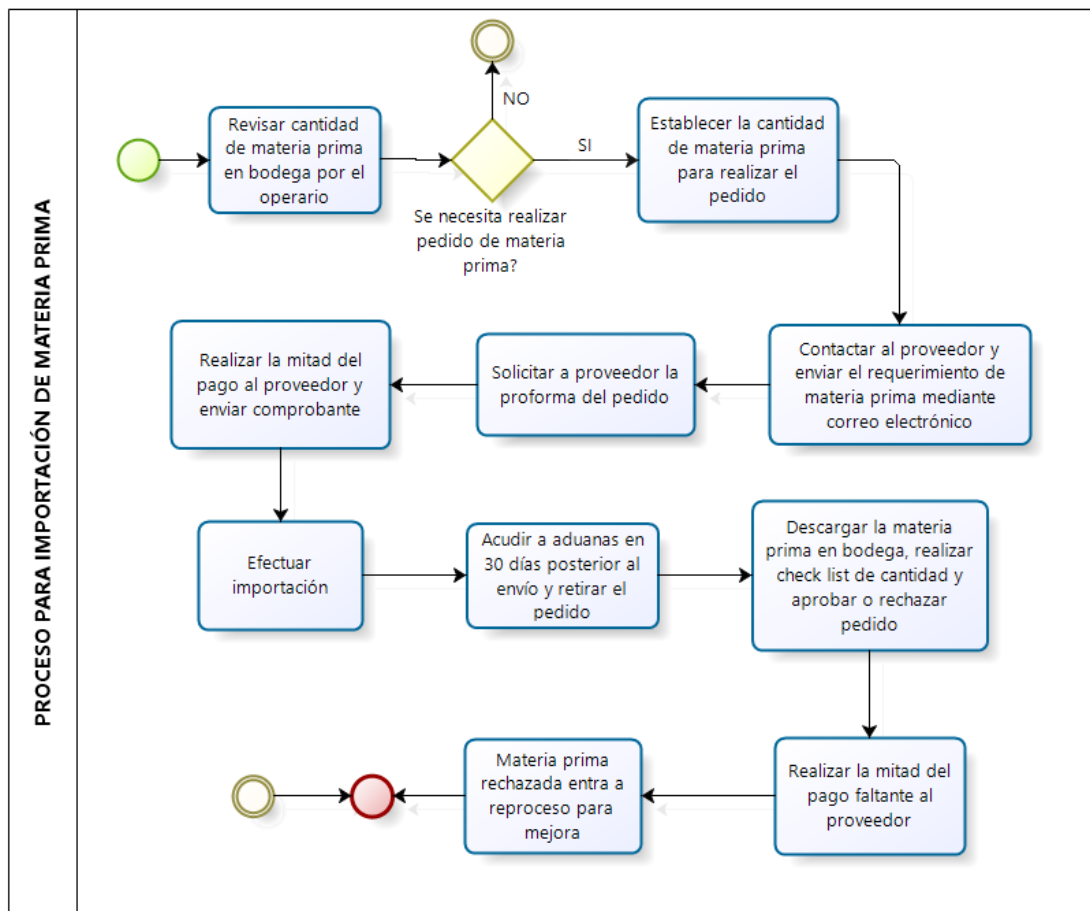 PROCESO PARA IMPORTACIÓN DE MATERIA PRIMA
Revisar cantidad
de materia prima
en bodega por el
operario
NO
SI
Se necesita realizar
pedido de materia
prima?
Establecer la cantidad
de materia prima
para realizar el
pedido
Contactar al proveedor y
enviar el requerimiento de
materia prima mediante
correo electrónico
Solicitar a proveedor la
proforma del pedido
Realizar la mitad del
pago al proveedor y
enviar comprobante
Efectuar
importación
Acudir a aduanas en
30 días posterior al
envío y retirar el
pedido
Descargar la materia
prima en bodega, realizar
check list de cantidad y
aprobar o rechazar
pedido
Realizar la mitad del
pago faltante al
proveedor
Materia prima
rechazada entra a
reproceso para
mejora